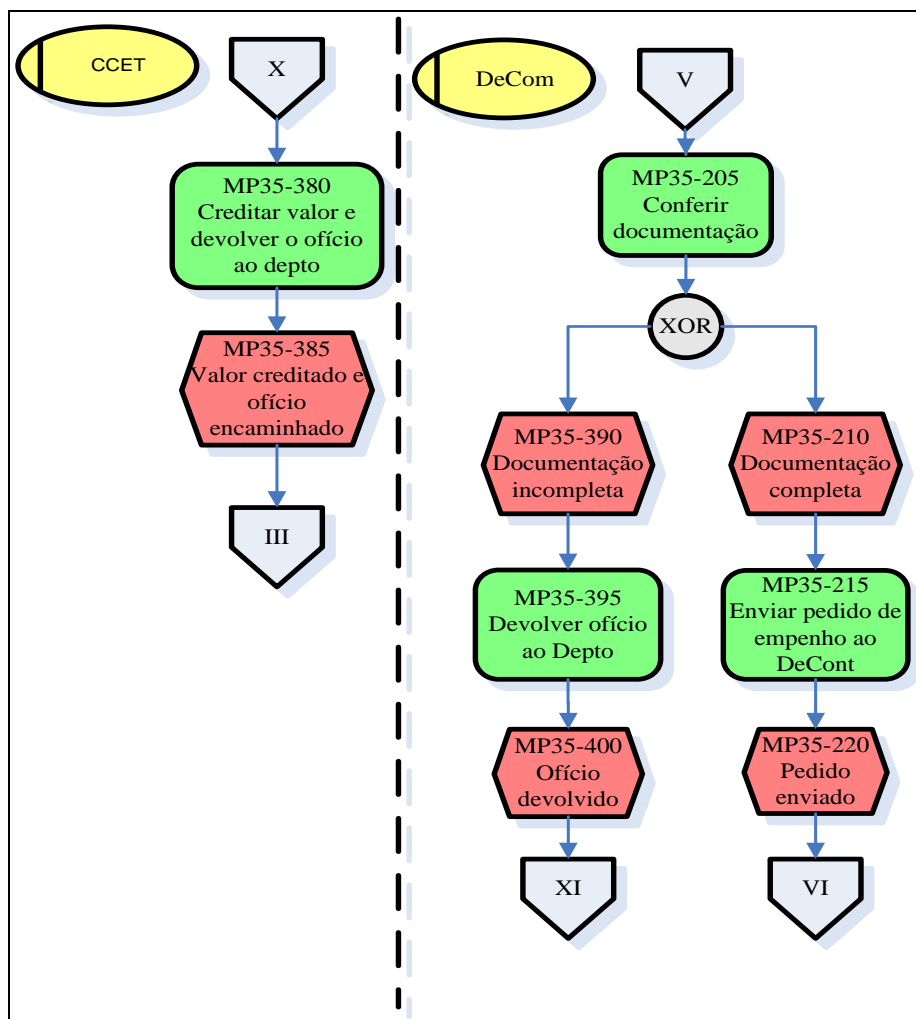 CCET
X
MP35-380
Creditar valor e
devolver o ofício
ao depto
MP35-385
Valor creditado e
ofício
encaminhado
III
DeCom
V
MP35-205
Conferir
documentação
XOR
MP35-390
Documentação
incompleta
MP35-395
Devolver ofício
ao Depto
MP35-400
Ofício
devolvido
XI
MP35-210
Documentação
completa
MP35-215
Enviar pedido de
empenho ao
DeCont
MP35-220
Pedido
enviado
VI